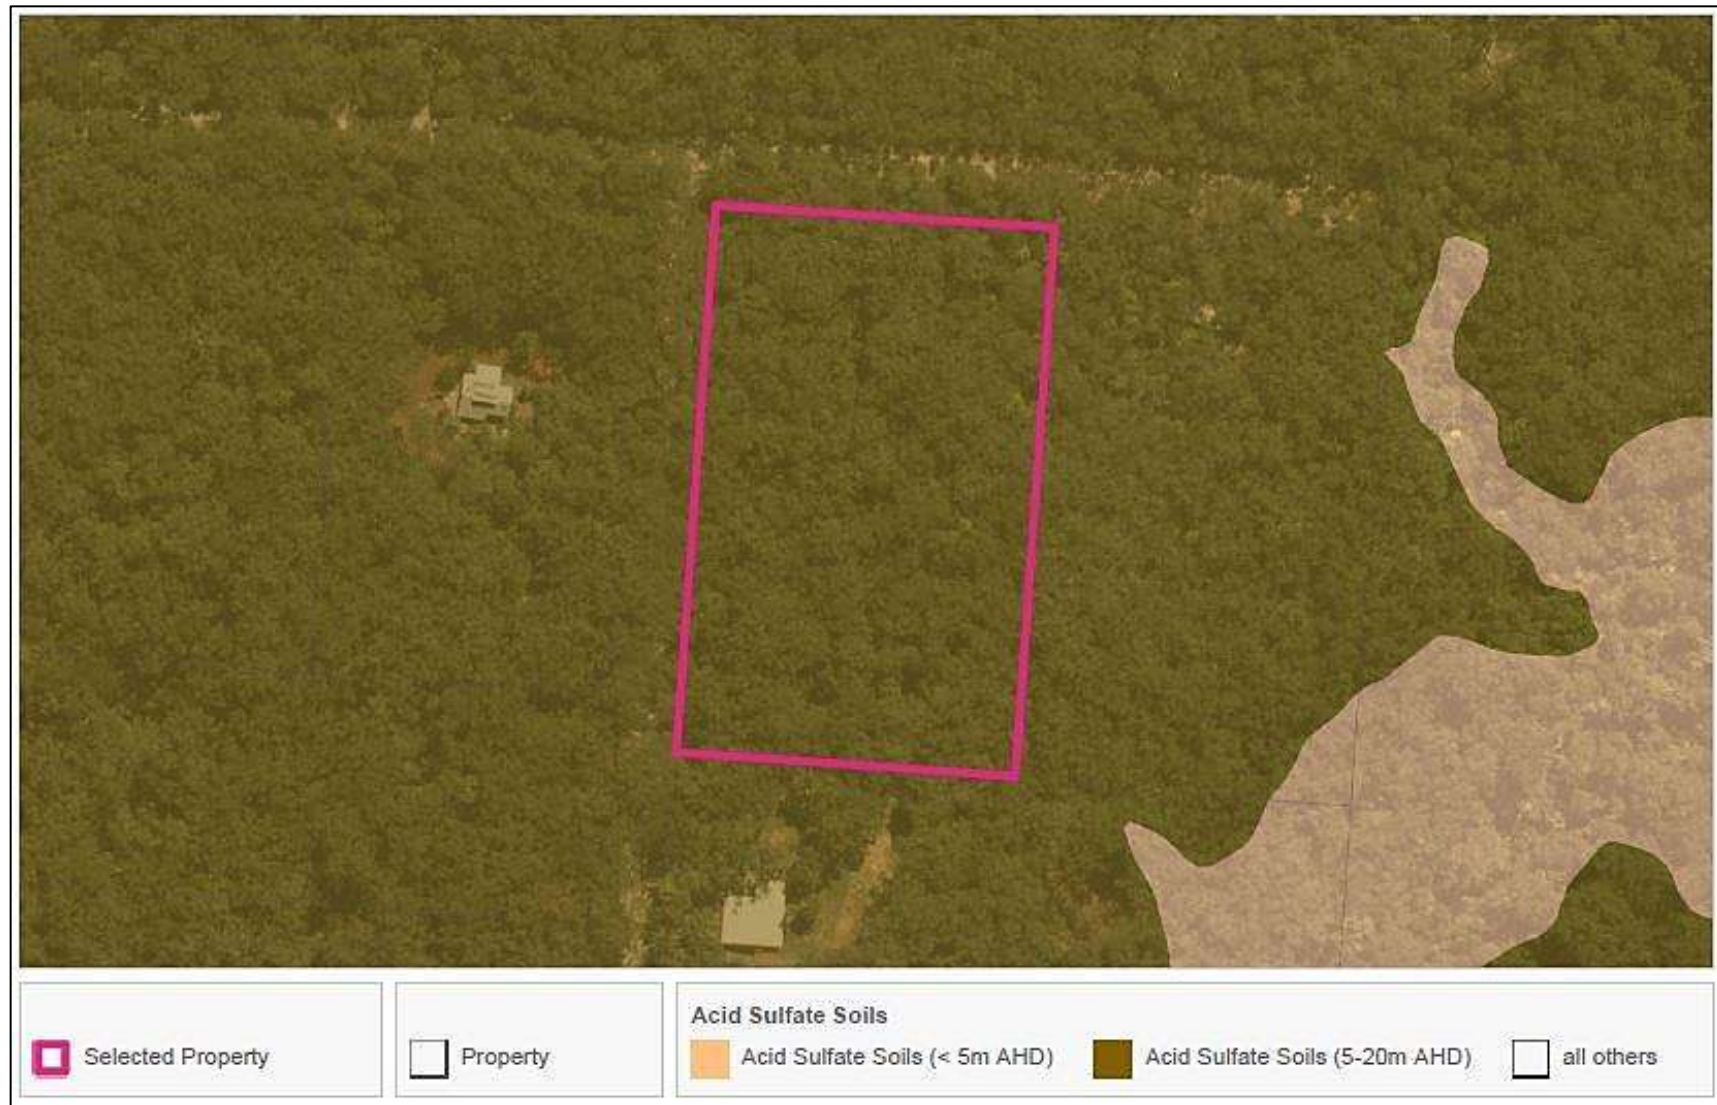 Acid Sulfate Soils
Selected Property
Property
Acid Sulfate Soils (< 5m AHD)
Acid Sulfate Soils (5-20m AHD)
all others